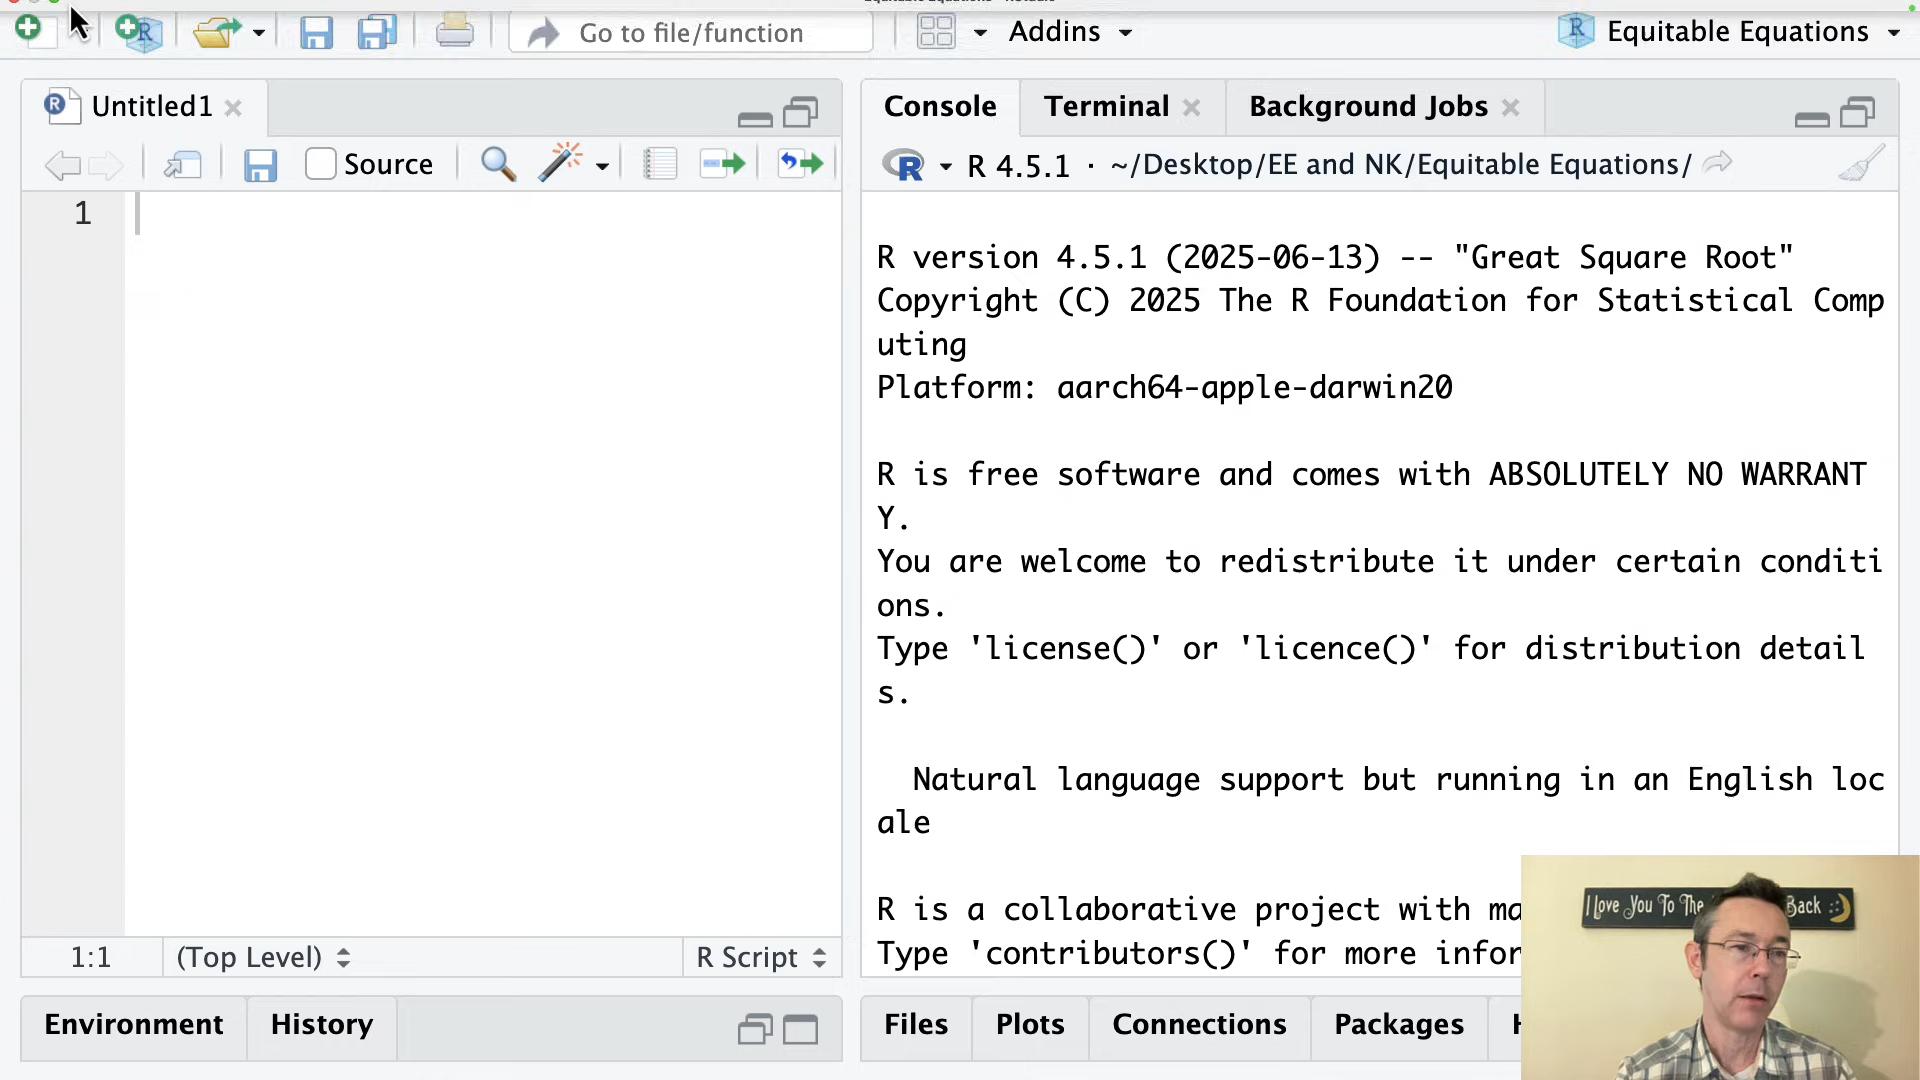 Equitable Equations - RStudio
Go to file/function
Addins
Equitable Equations
Untitled1
Source
1
1:1
(Top Level)
R Script
Environment
History
Console
Terminal
Background Jobs
R 4.5.1 · ~/Desktop/EE and NK/Equitable Equations/
R version 4.5.1 (2025-06-13) -- "Great Square Root"
Copyright (C) 2025 The R Foundation for Statistical Comp
uting
Platform: aarch64-apple-darwin20
R is free software and comes with ABSOLUTELY NO WARRANT
Y.
You are welcome to redistribute it under certain conditi
ons.
Type 'license()' or 'licence()' for distribution detail
s.
Natural language support but running in an English loc
ale
R is a collaborative project with ma
Type 'contributors()' for more infor
Files
Plots
Connections
Packages
I Love You To The Back